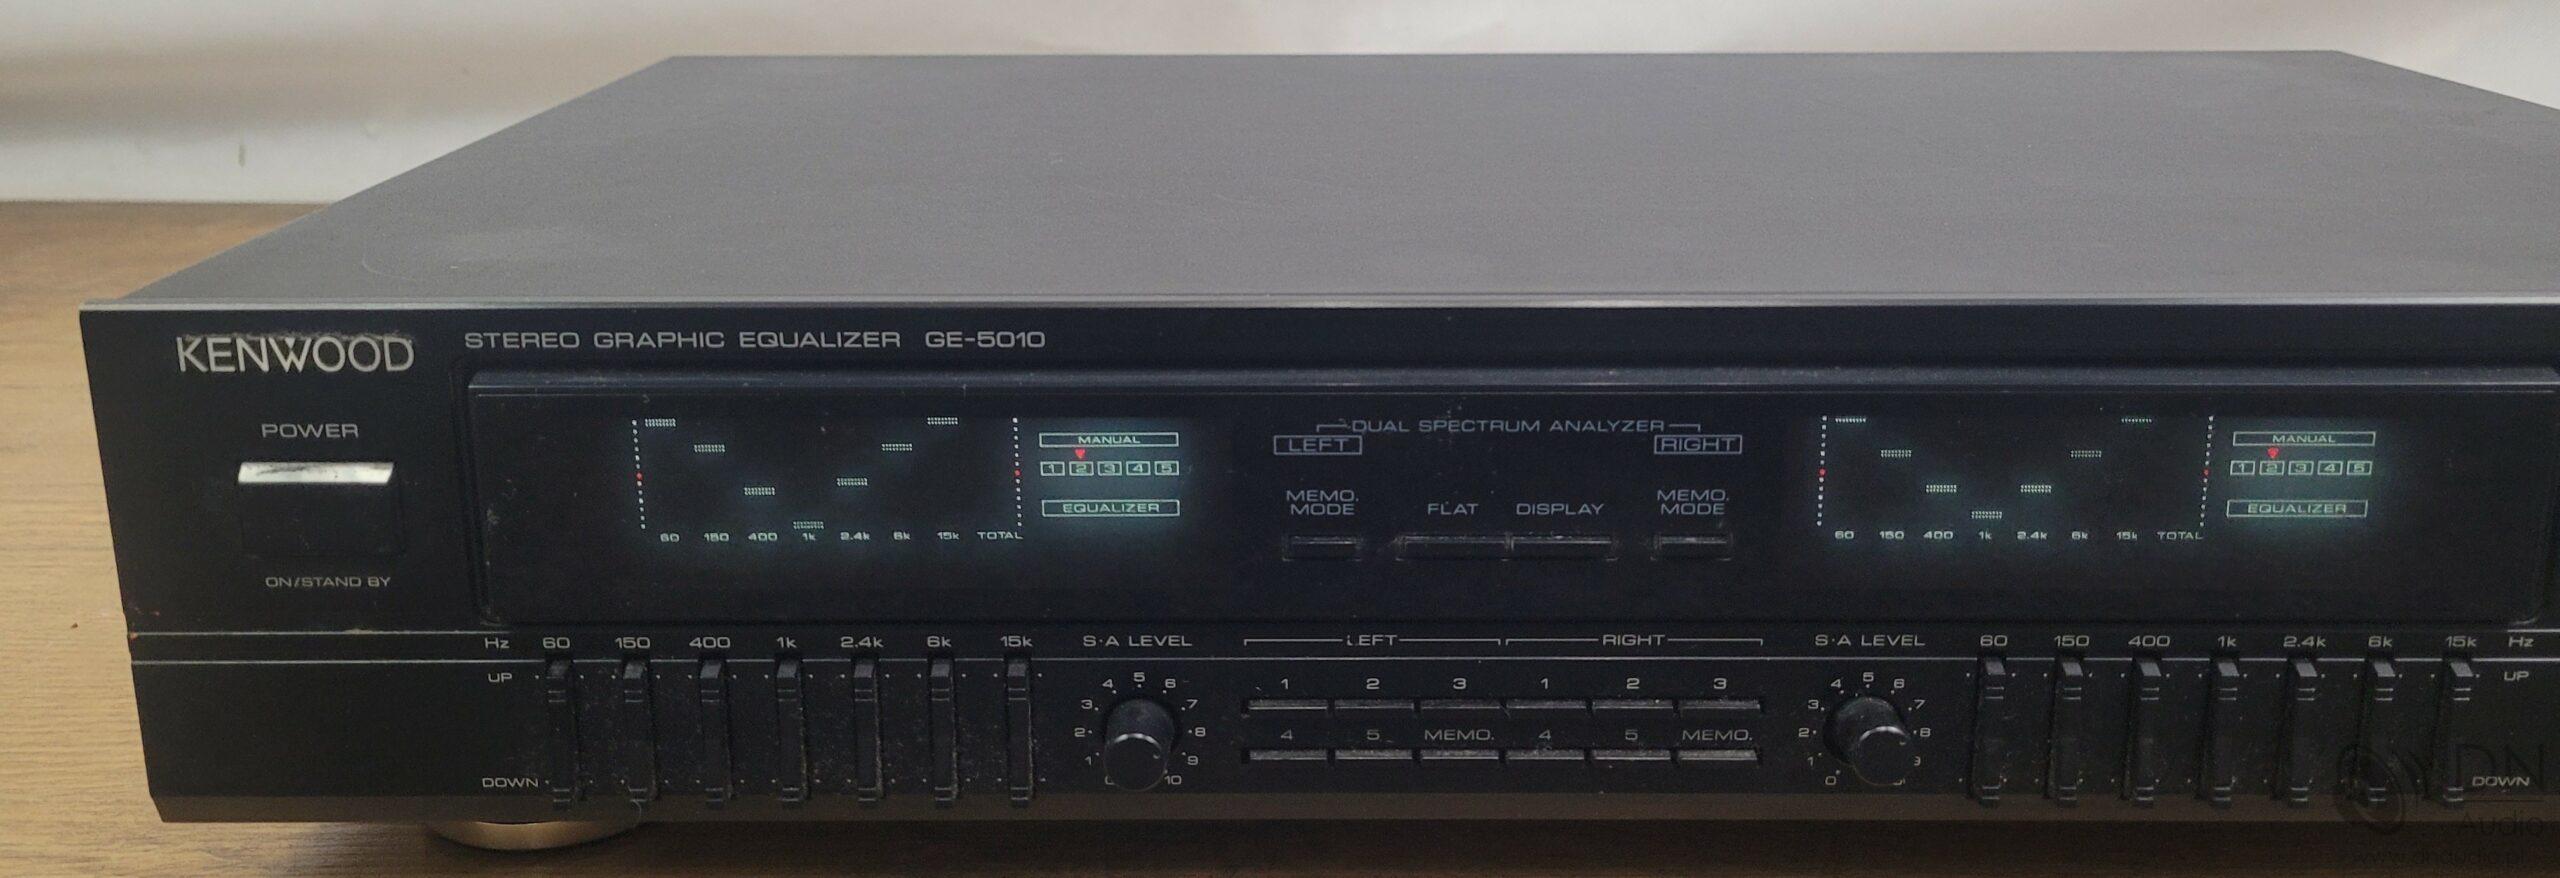 KENWOOD
STEREO GRAPHIC EQUALIZER GE-5010
POWER
ON/STAND BY
MANUAL
1 2 3 4 5
EQUALIZER
60 150 400 1k 2.4k 6k 15k TOTAL
DUAL SPECTRUM ANALYZER
LEFT RIGHT
MEMO. MODE FLAT DISPLAY MEMO. MODE
MANUAL
1 2 3 4 5
EQUALIZER
60 150 400 1k 2.4k 6k 15k TOTAL
Hz 60 150 400 1k 2.4k 6k 15k
UP
DOWN
S·A LEVEL
0 1 2 3 4 5 6 7 8 9 10
LEFT RIGHT
1 2 3 1 2 3
4 5 MEMO. 4 5 MEMO.
S·A LEVEL
0 1 2 3 4 5 6 7 8 9
60 150 400 1k 2.4k 6k 15k Hz
UP
DOWN
DN
Audio